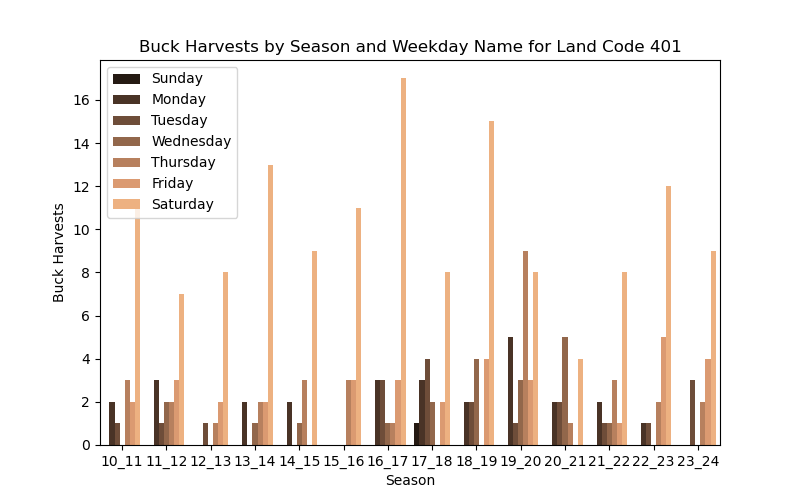 Buck Harvests by Season and Weekday Name for Land Code 401
Sunday
Monday
Tuesday
Wednesday
Thursday
Friday
Saturday
Buck Harvests
16
14
12
10
8
6
4
2
0
10_11 11_12 12_13 13_14 14_15 15_16 16_17 17_18 18_19 19_20 20_21 21_22 22_23 23_24
Season